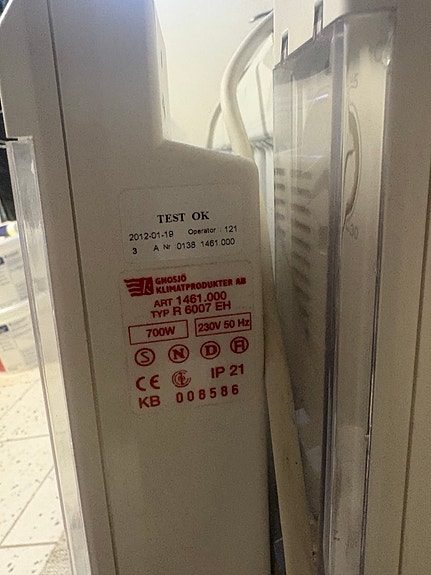 TEST OK
2012-01-19 Operator : 121
3 A Nr 0138 1461.000
GNOSJÖ
KLIMATPRODUKTER AB
ART 1461.000
TYP R 6007 EH
700W 230V 50 Hz
S N D FI
CE IP 21
KB 008586